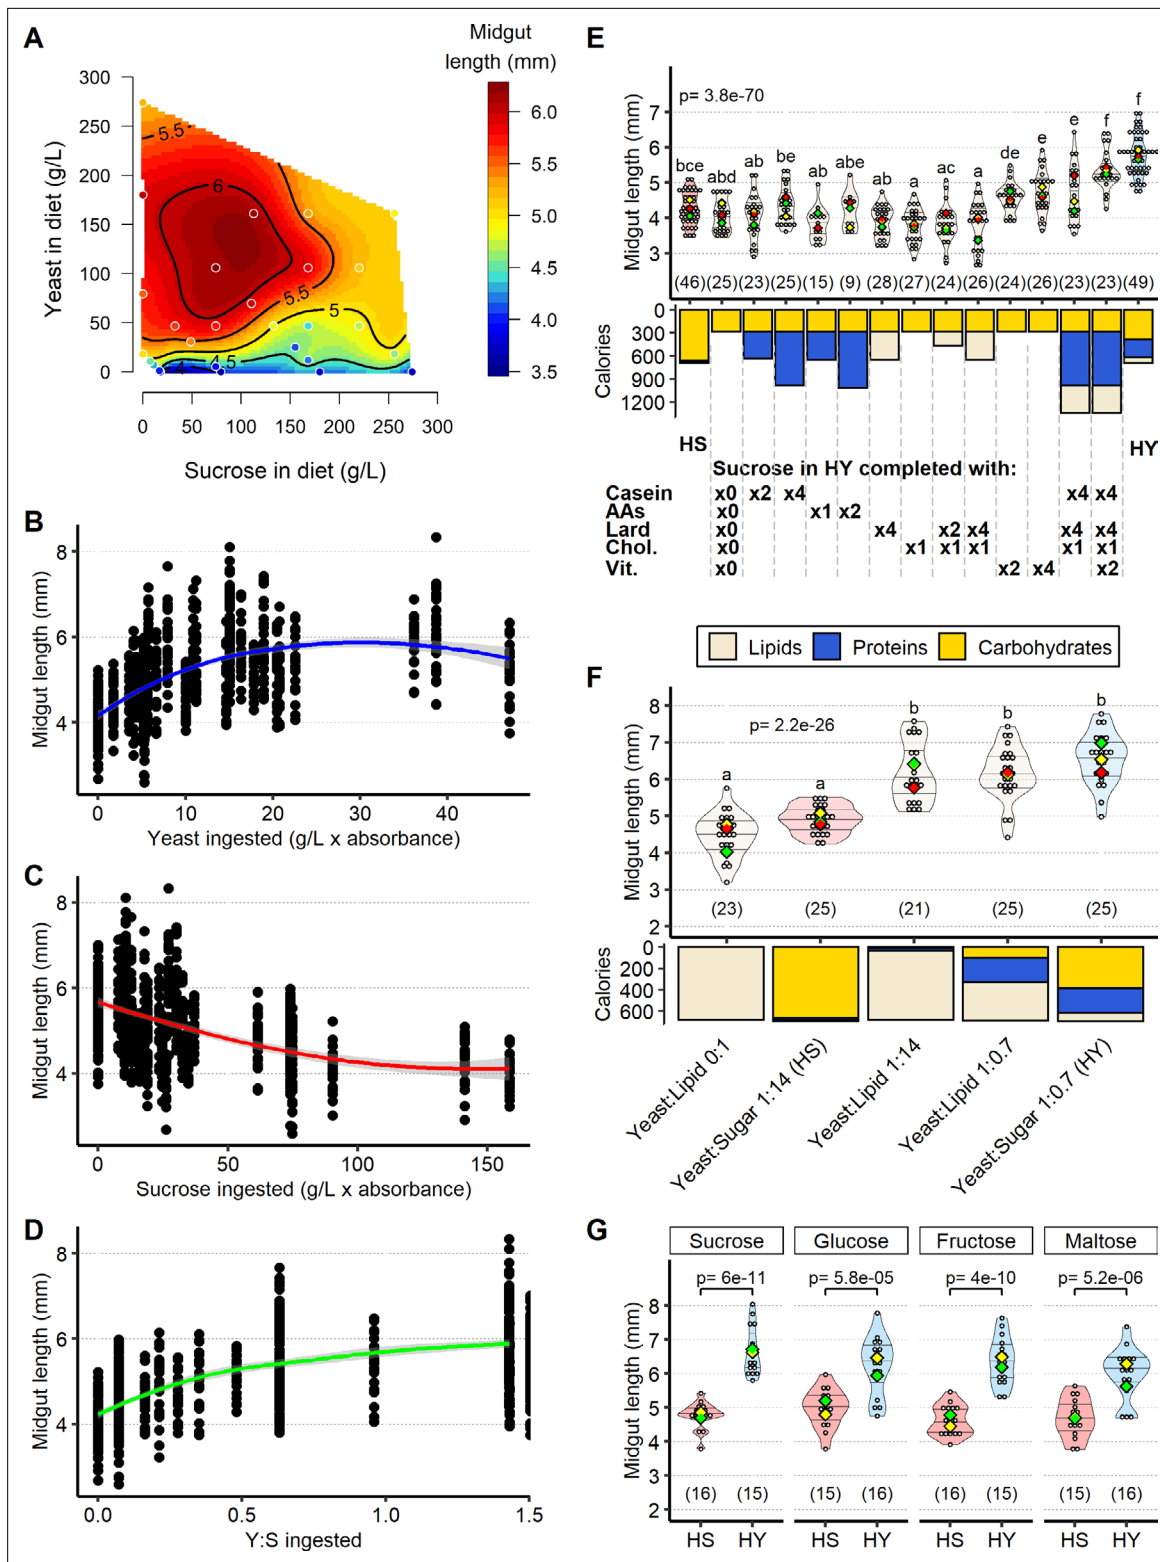 A
Midgut
length (mm)
Yeast in diet (g/L)
300
250
200
150
100
50
0
5.5
6
5.5
5
4.5
4
0 50 100 150 200 250 300
Sucrose in diet (g/L)
6.0
5.5
5.0
4.5
4.0
3.5
B
Midgut length (mm)
8
6
4
0 10 20 30 40
Yeast ingested (g/L x absorbance)
C
Midgut length (mm)
8
6
4
0 50 100 150
Sucrose ingested (g/L x absorbance)
D
Midgut length (mm)
8
6
4
0.0 0.5 1.0 1.5
Y:S ingested
E
Midgut length (mm)
7
6
5
4
3
p= 3.8e-70
bce abd ab be ab abe ab a ac a de e e f f
(46) (25) (23) (25) (15) (9) (28) (27) (24) (26) (24) (26) (23) (23) (49)
Calories
0
300
600
900
1200
HS HY
Sucrose in HY completed with:
Casein x0 x2 x4 x4 x4
AAs x0 x1 x2
Lard x0 x4 x2 x4 x4 x4
Chol. x0 x1 x1 x1 x1 x1
Vit. x0 x2 x4 x2
Lipids Proteins Carbohydrates
F
Midgut length (mm)
8
7
6
5
4
3
2
p= 2.2e-26
a a b b b
(23) (25) (21) (25) (25)
Calories
0
200
400
600
Yeast:Lipid 0:1
Yeast:Sugar 1:14 (HS)
Yeast:Lipid 1:14
Yeast:Lipid 1:0.7
Yeast:Sugar 1:0.7 (HY)
G
Sucrose Glucose Fructose Maltose
p= 6e-11 p= 5.8e-05 p= 4e-10 p= 5.2e-06
Midgut length (mm)
8
7
6
5
4
3
2
(16) (15) (15) (16) (16) (15) (15) (16)
HS HY HS HY HS HY HS HY